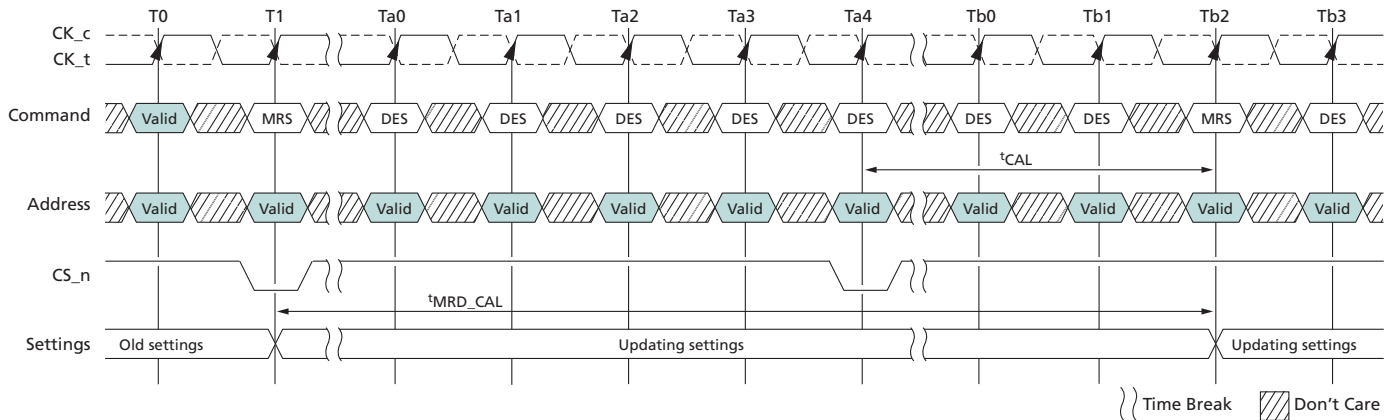 T0 T1 Ta0 Ta1 Ta2 Ta3 Ta4 Tb0 Tb1 Tb2 Tb3
CK_c
CK_t
Command Valid MRS DES DES DES DES DES DES DES MRS DES
tCAL
Address Valid Valid Valid Valid Valid Valid Valid Valid Valid Valid Valid
CS_n
tMRD_CAL
Settings Old settings Updating settings Updating settings
Time Break Don't Care